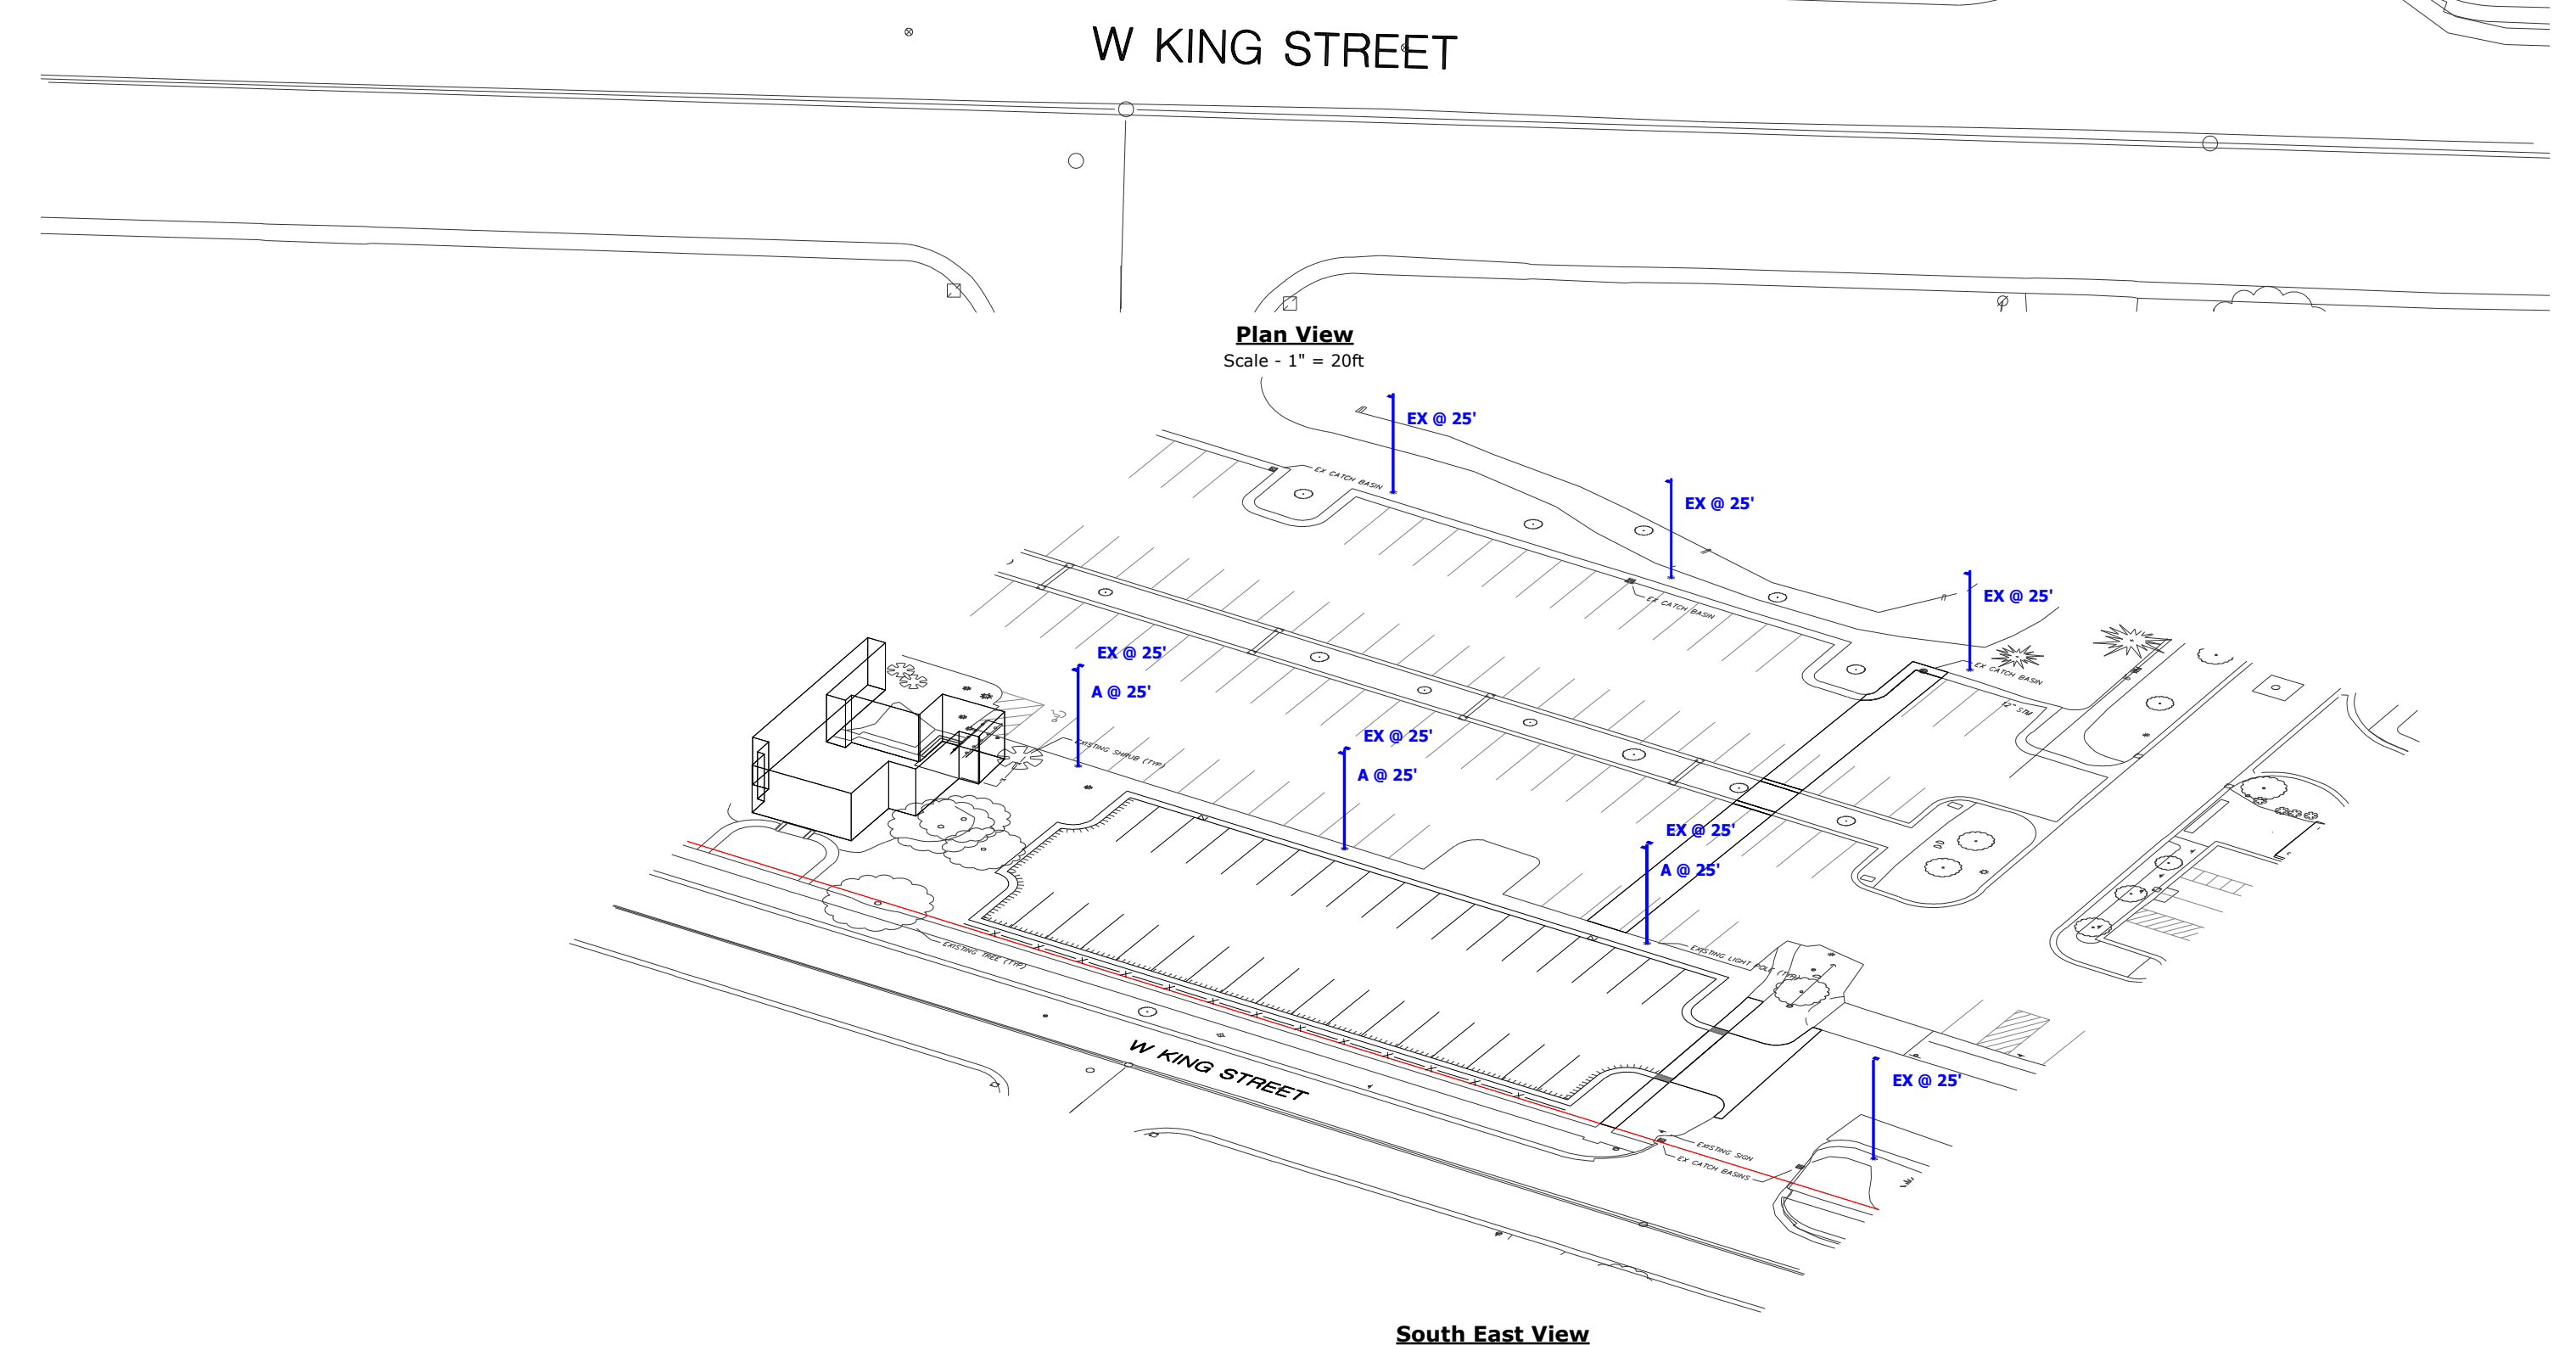 W KING STREET
Plan View
Scale - 1" = 20ft
EX @ 25'
EX CATCH BASIN
EX @ 25'
EX CATCH BASIN
EX @ 25'
EX CATCH BASIN
12" STM
EX @ 25'
A @ 25'
EXISTING SHRUB (TYP)
EX @ 25'
A @ 25'
EX @ 25'
A @ 25'
EXISTING LIGHT POLE (TYP)
EXISTING TREE (TYP)
W KING STREET
EX @ 25'
EXISTING SIGN
EX CATCH BASINS
South East View